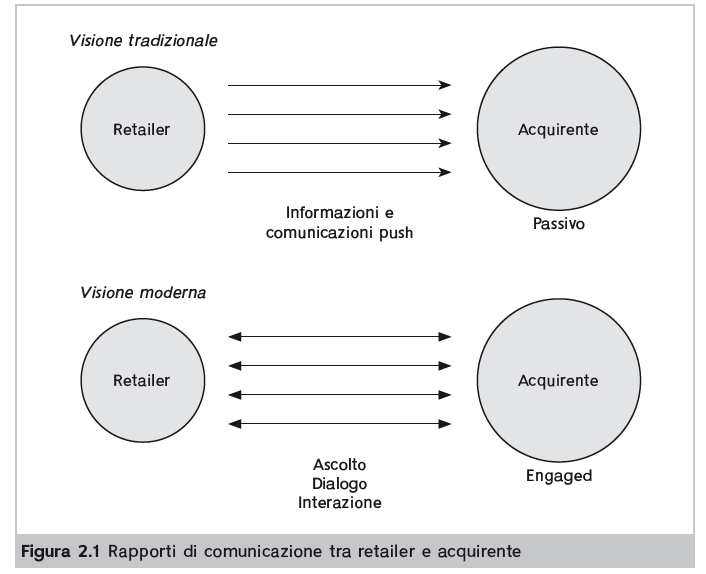 Visione tradizionale
Retailer
Acquirente
Informazioni e
comunicazioni push
Passivo
Visione moderna
Retailer
Acquirente
Ascolto
Dialogo
Interazione
Engaged
Figura 2.1 Rapporti di comunicazione tra retailer e acquirente